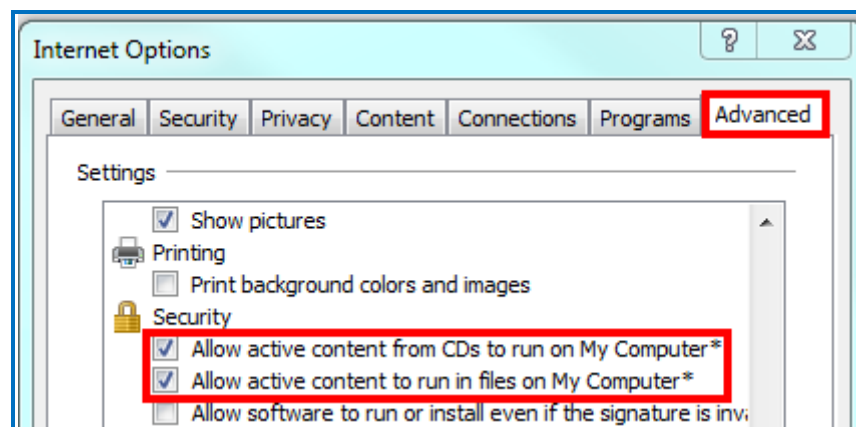 Internet Options
General Security Privacy Content Connections Programs Advanced
Settings
Show pictures
Printing
Print background colors and images
Security
Allow active content from CDs to run on My Computer*
Allow active content to run in files on My Computer*
Allow software to run or install even if the signature is